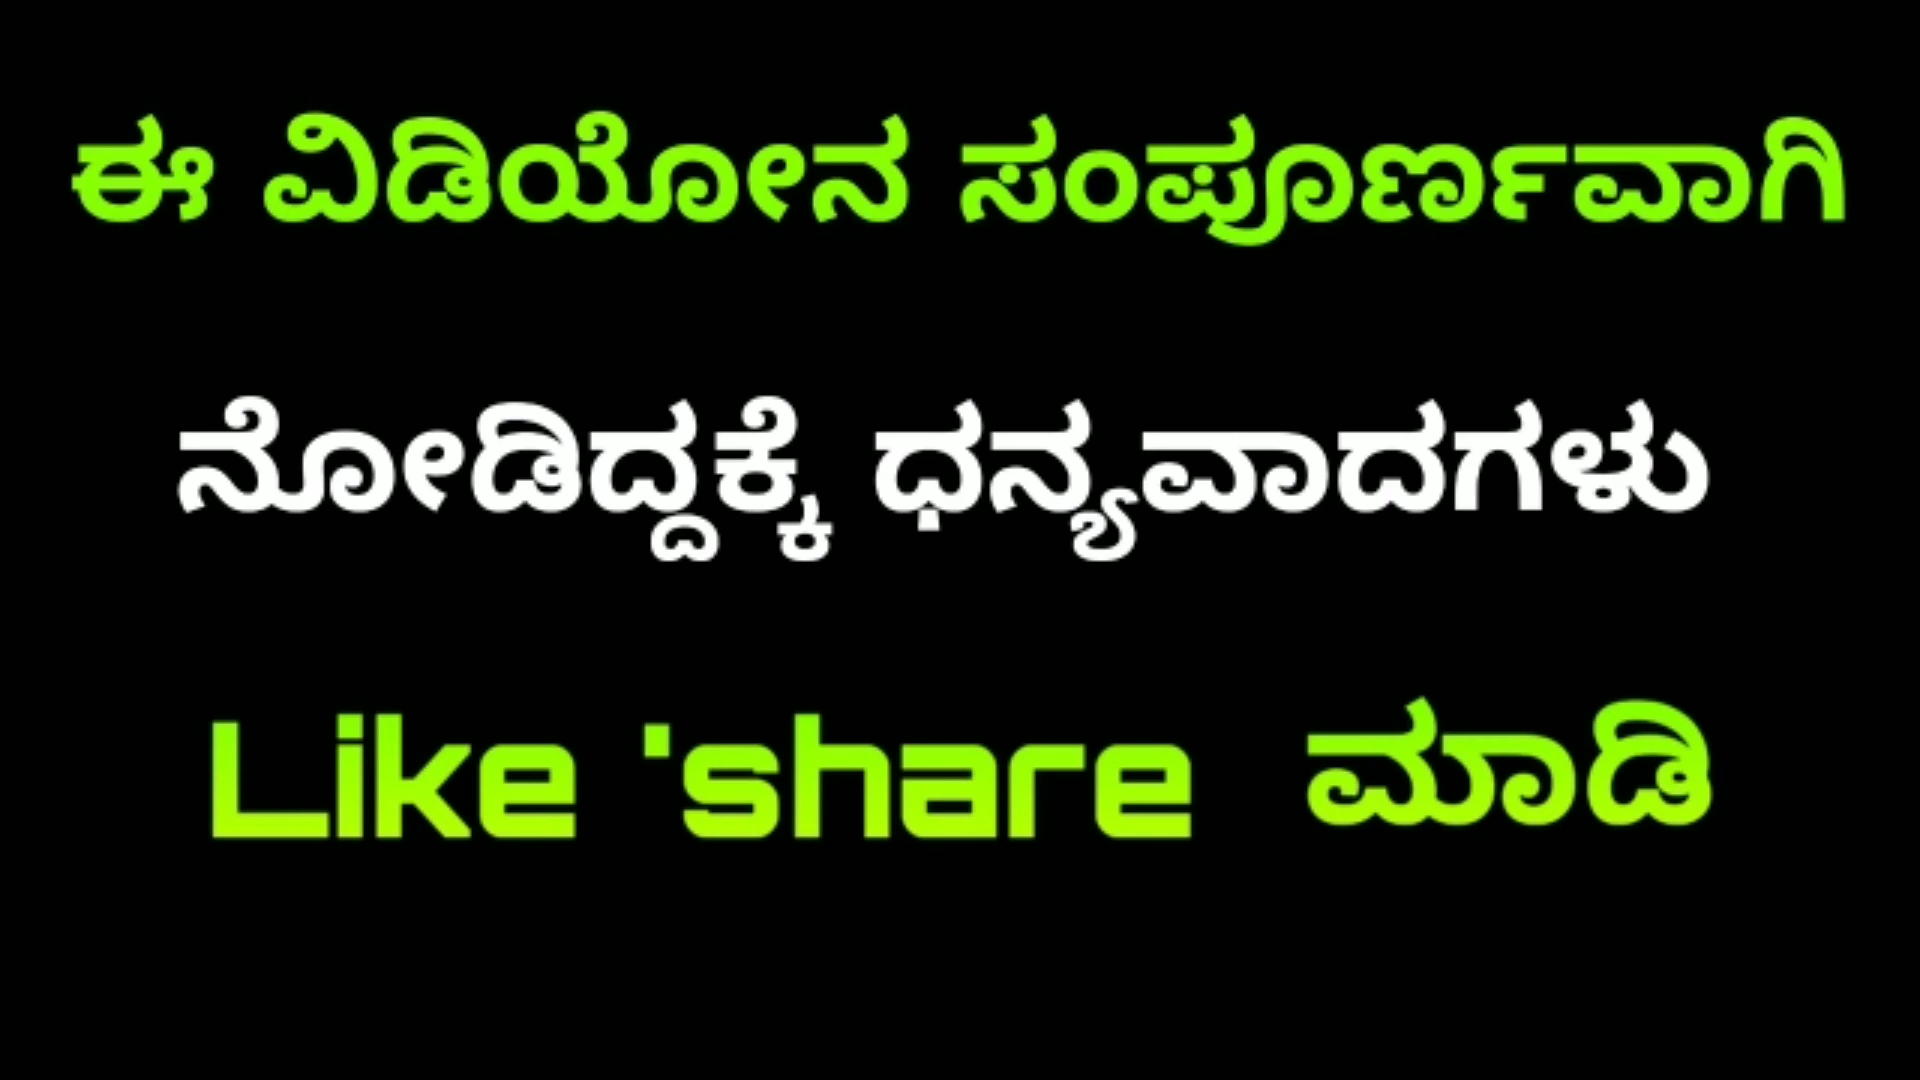 ಈ ವಿಡಿಯೋನ ಸಂಪೂರ್ಣವಾಗಿ
ನೋಡಿದ್ದಕ್ಕೆ ಧನ್ಯವಾದಗಳು
Like 'share ಮಾಡಿ